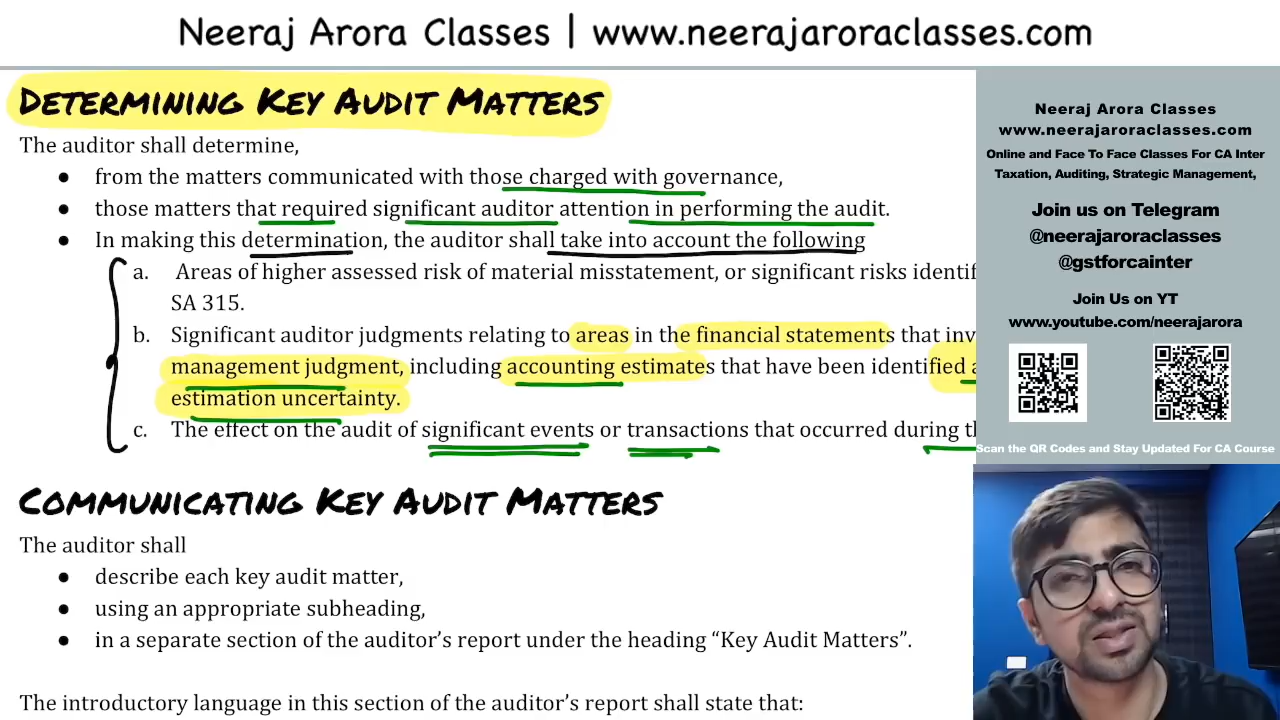 Neeraj Arora Classes | www.neerajaroraclasses.com
DETERMINING KEY AUDIT MATTERS
The auditor shall determine,
● from the matters communicated with those charged with governance,
● those matters that required significant auditor attention in performing the audit.
● In making this determination, the auditor shall take into account the following
a. Areas of higher assessed risk of material misstatement, or significant risks
SA 315.
b. Significant auditor judgments relating to areas in the financial statements that
management judgment, including accounting estimates that have been identified
estimation uncertainty.
c. The effect on the audit of significant events or transactions that occurred during
COMMUNICATING KEY AUDIT MATTERS
The auditor shall
● describe each key audit matter,
● using an appropriate subheading,
● in a separate section of the auditor’s report under the heading “Key Audit Matters”.
The introductory language in this section of the auditor’s report shall state that:
Neeraj Arora Classes
www.neerajaroraclasses.com
Online and Face To Face Classes For CA Inter
Taxation, Auditing, Strategic Management,
Join us on Telegram
@neerajaroraclasses
@gstforcainter
Join Us on YT
www.youtube.com/neerajarora
Scan the QR Codes and Stay Updated For CA Course